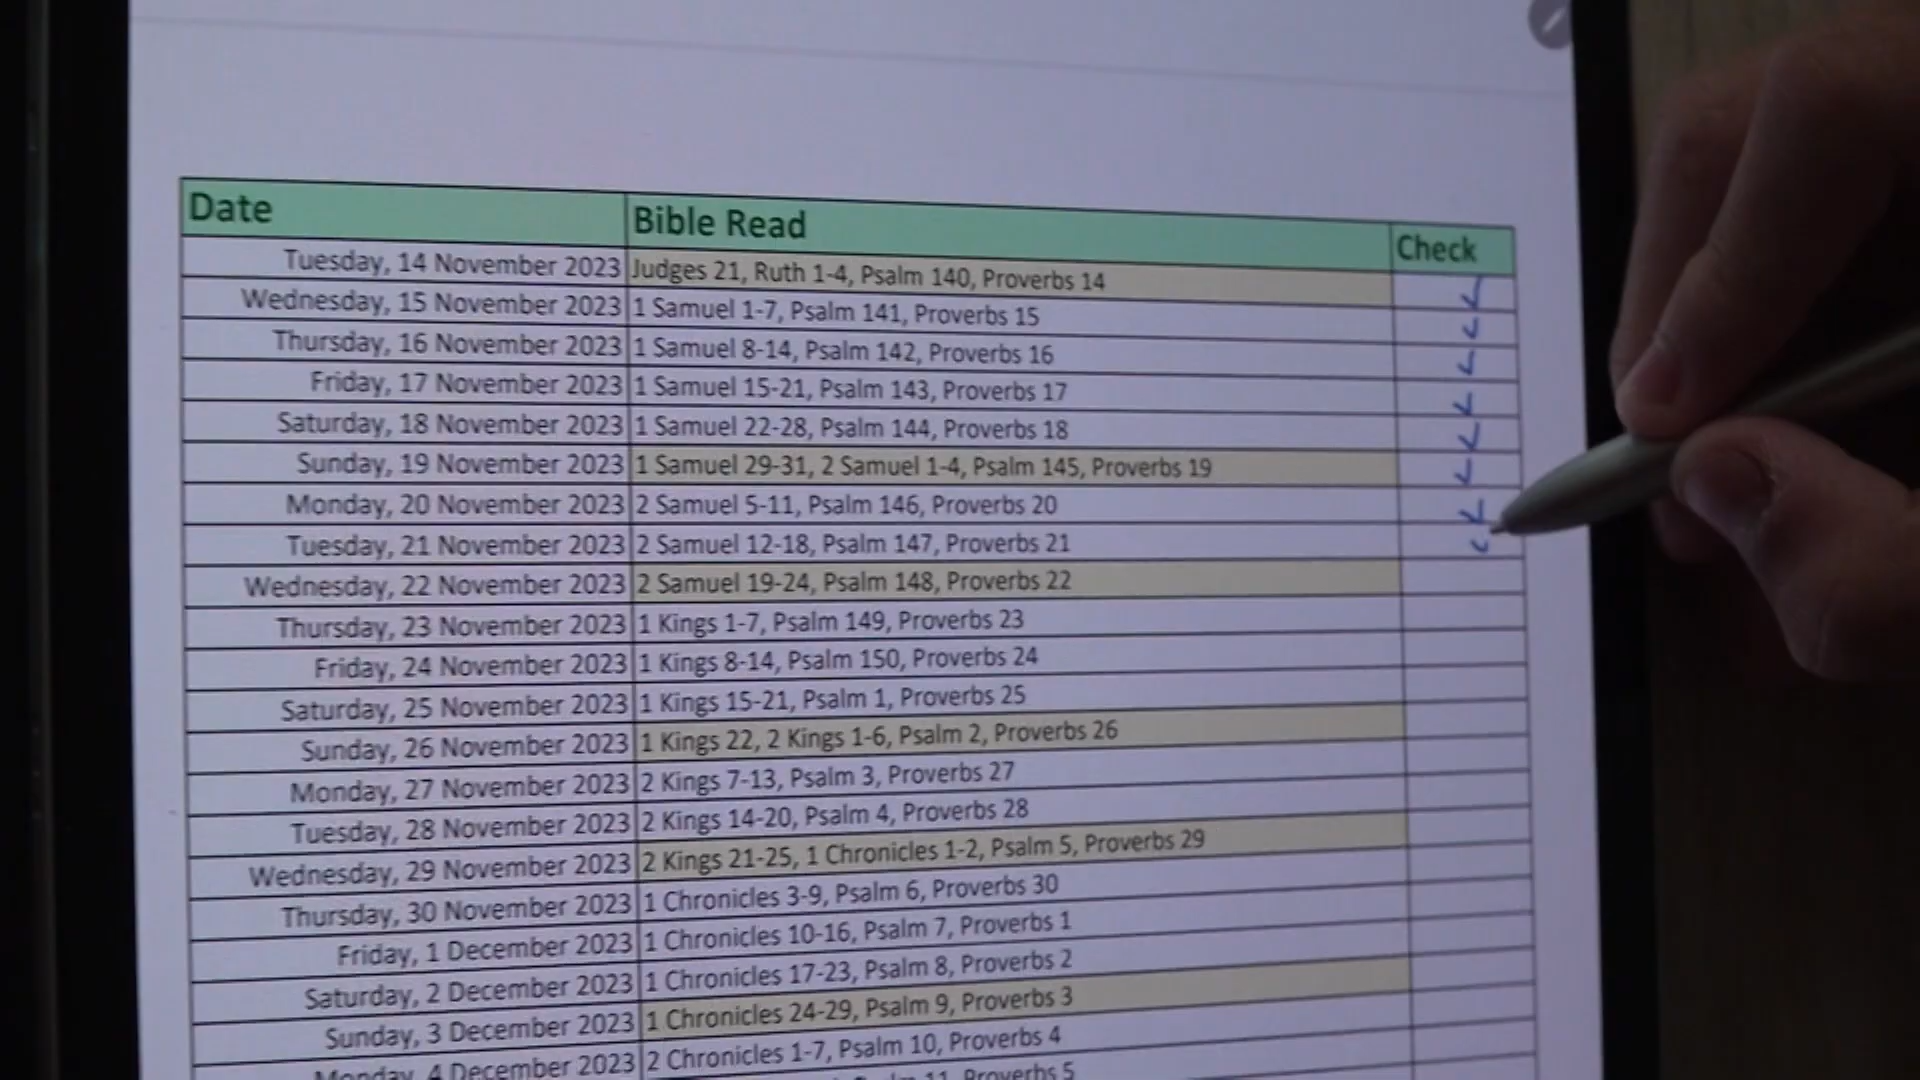 Date Bible Read Check
Tuesday, 14 November 2023 Judges 21, Ruth 1-4, Psalm 140, Proverbs 14
Wednesday, 15 November 2023 1 Samuel 1-7, Psalm 141, Proverbs 15
Thursday, 16 November 2023 1 Samuel 8-14, Psalm 142, Proverbs 16
Friday, 17 November 2023 1 Samuel 15-21, Psalm 143, Proverbs 17
Saturday, 18 November 2023 1 Samuel 22-28, Psalm 144, Proverbs 18
Sunday, 19 November 2023 1 Samuel 29-31, 2 Samuel 1-4, Psalm 145, Proverbs 19
Monday, 20 November 2023 2 Samuel 5-11, Psalm 146, Proverbs 20
Tuesday, 21 November 2023 2 Samuel 12-18, Psalm 147, Proverbs 21
Wednesday, 22 November 2023 2 Samuel 19-24, Psalm 148, Proverbs 22
Thursday, 23 November 2023 1 Kings 1-7, Psalm 149, Proverbs 23
Friday, 24 November 2023 1 Kings 8-14, Psalm 150, Proverbs 24
Saturday, 25 November 2023 1 Kings 15-21, Psalm 1, Proverbs 25
Sunday, 26 November 2023 1 Kings 22, 2 Kings 1-6, Psalm 2, Proverbs 26
Monday, 27 November 2023 2 Kings 7-13, Psalm 3, Proverbs 27
Tuesday, 28 November 2023 2 Kings 14-20, Psalm 4, Proverbs 28
Wednesday, 29 November 2023 2 Kings 21-25, 1 Chronicles 1-2, Psalm 5, Proverbs 29
Thursday, 30 November 2023 1 Chronicles 3-9, Psalm 6, Proverbs 30
Friday, 1 December 2023 1 Chronicles 10-16, Psalm 7, Proverbs 1
Saturday, 2 December 2023 1 Chronicles 17-23, Psalm 8, Proverbs 2
Sunday, 3 December 2023 1 Chronicles 24-29, Psalm 9, Proverbs 3
Monday, 4 December 2023 2 Chronicles 1-7, Psalm 10, Proverbs 4
11, Proverbs 5